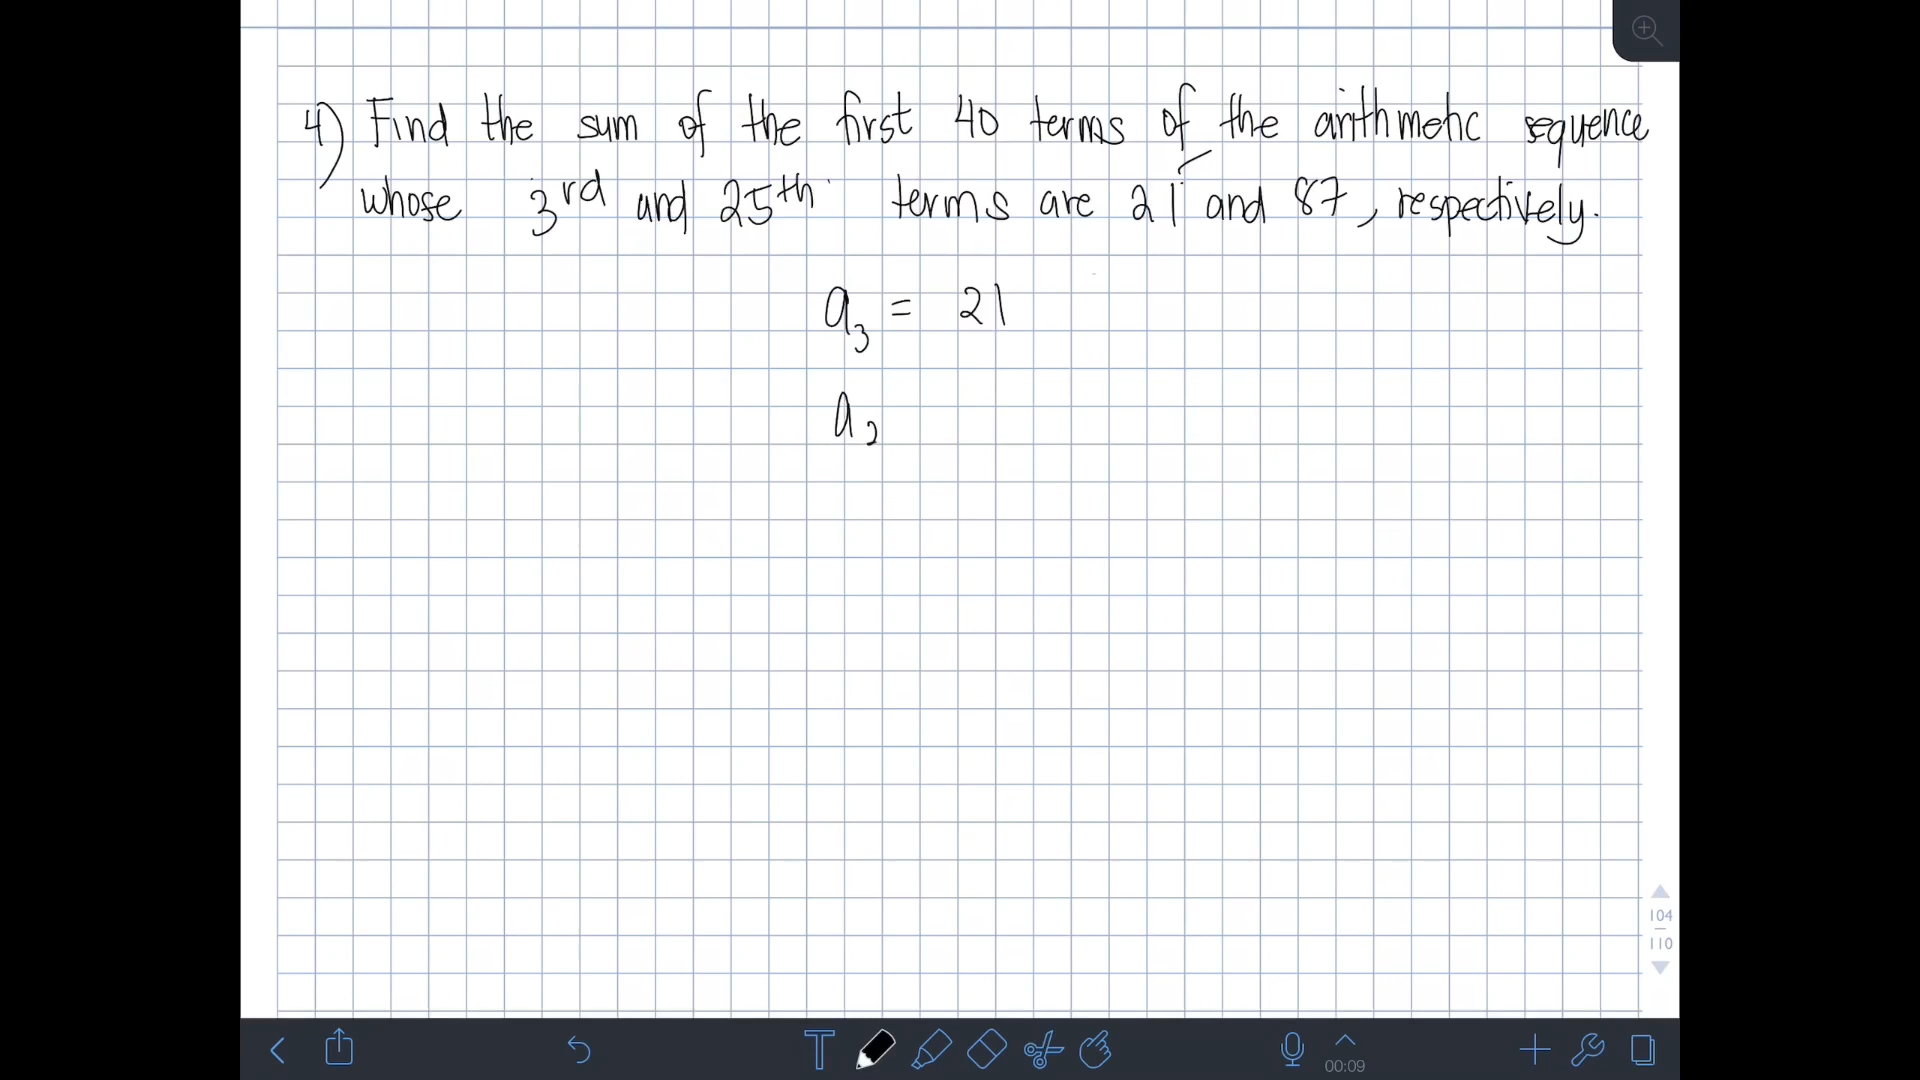 4) Find the sum of the first 40 terms of the arithmetic sequence
whose 3rd and 25th terms are 21 and 87, respectively.
a₃ = 21
a₂
104
110
T
00:09